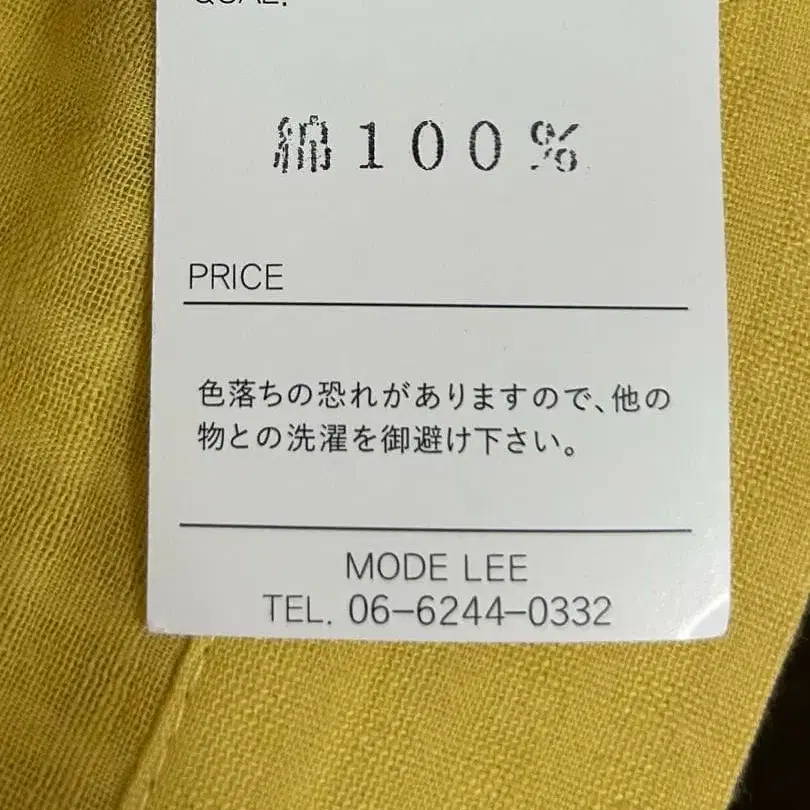 QUAL.
綿100%
PRICE
色落ちの恐れがありますので、他の
物との洗濯を御避け下さい。
MODE LEE
TEL. 06-6244-0332